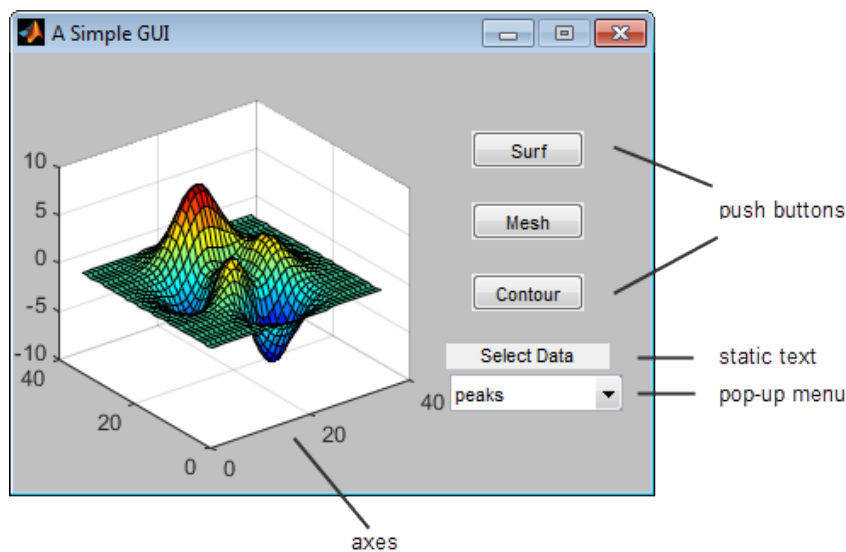 A Simple GUI
Surf
push buttons
Mesh
Contour
Select Data
static text
peaks
pop-up menu
10
5
0
-5
-10
40
20
0
0
20
40
axes